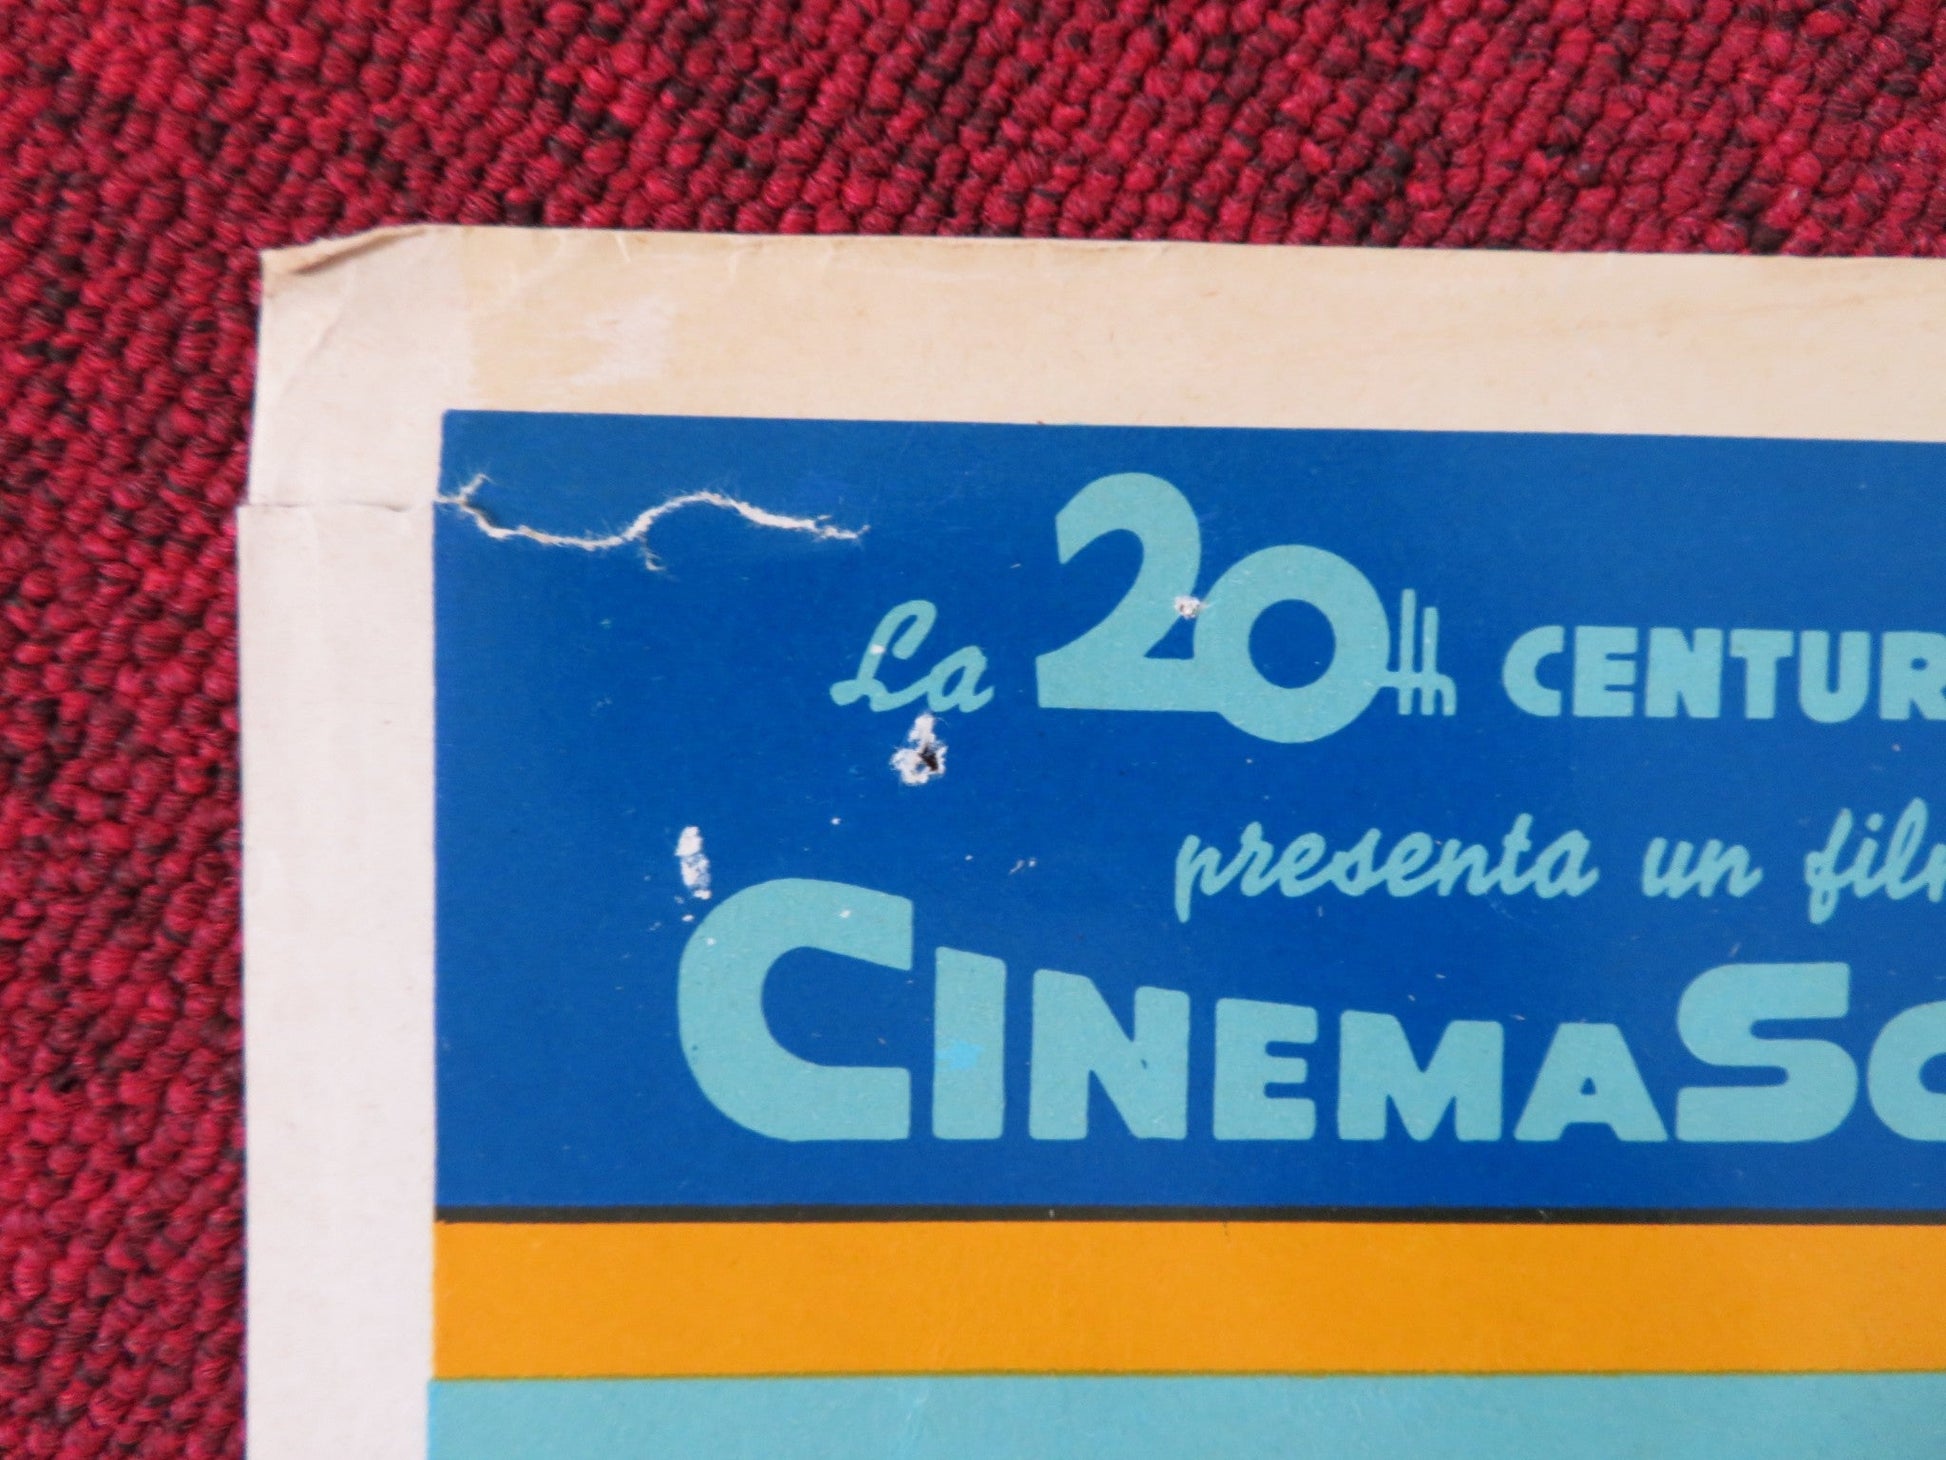 La 20th CENTUR
presenta un fil
CINEMASC